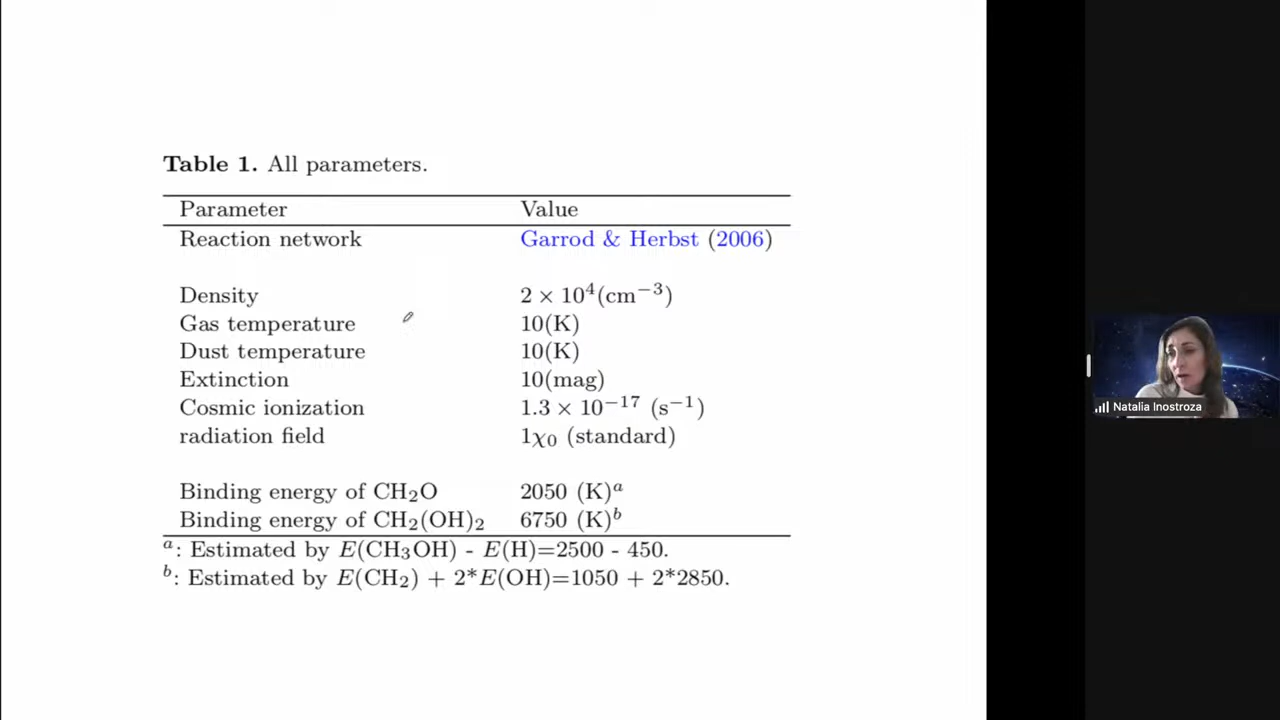 Table 1. All parameters.
Parameter Value
Reaction network Garrod & Herbst (2006)
Density 2 × 10⁴(cm⁻³)
Gas temperature 10(K)
Dust temperature 10(K)
Extinction 10(mag)
Cosmic ionization 1.3 × 10⁻¹⁷ (s⁻¹)
radiation field 1χ₀ (standard)
Binding energy of CH₂O 2050 (K)ᵃ
Binding energy of CH₂(OH)₂ 6750 (K)ᵇ
ᵃ: Estimated by E(CH₃OH) - E(H)=2500 - 450.
ᵇ: Estimated by E(CH₂) + 2*E(OH)=1050 + 2*2850.
Natalia Inostroza